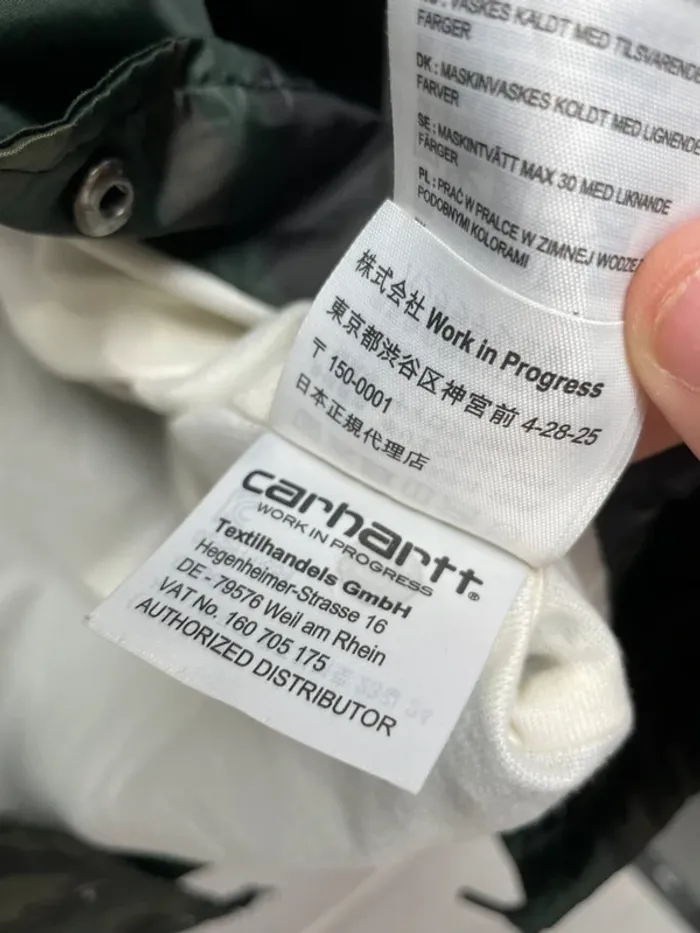 VASKES KALDT MED TILSVARENDE
FARGER
DK : MASKINVASKES KOLDT MED LIGNENDE
FARVER
SE : MASKINTVÄTT MAX 30 MED LIKNANDE
FÄRGER
PL : PRAĆ W PRALCE W ZIMNEJ WODZE
PODOBNYMI KOLORAMI
株式会社 Work in Progress
東京都渋谷区神宮前 4-28-25
〒 150-0001
日本正規代理店
carhartt®
WORK IN PROGRESS
Textilhandels GmbH
Hegenheimer-Strasse 16
DE - 79576 Weil am Rhein
VAT No. 160 705 175
AUTHORIZED DISTRIBUTOR